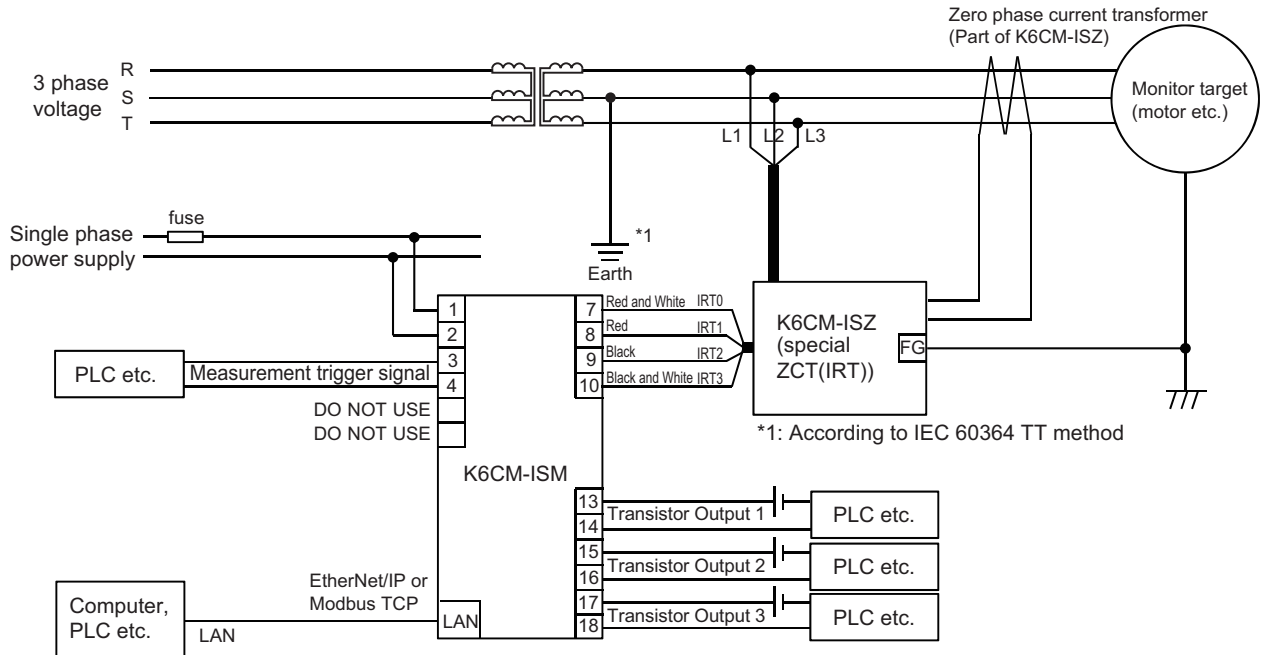 Zero phase current transformer
(Part of K6CM-ISZ)
3 phase
voltage
R
S
T
Monitor target
(motor etc.)
L1
L2
L3
fuse
Single phase
power supply
*1
Earth
1
2
3
4
7
8
9
10
Red and White IRT0
Red IRT1
Black IRT2
Black and White IRT3
K6CM-ISZ
(special
ZCT(IRT))
FG
PLC etc.
Measurement trigger signal
DO NOT USE
DO NOT USE
*1: According to IEC 60364 TT method
K6CM-ISM
13
14
15
16
17
18
Transistor Output 1
PLC etc.
Transistor Output 2
PLC etc.
Transistor Output 3
PLC etc.
EtherNet/IP or
Modbus TCP
LAN
Computer,
PLC etc.
LAN